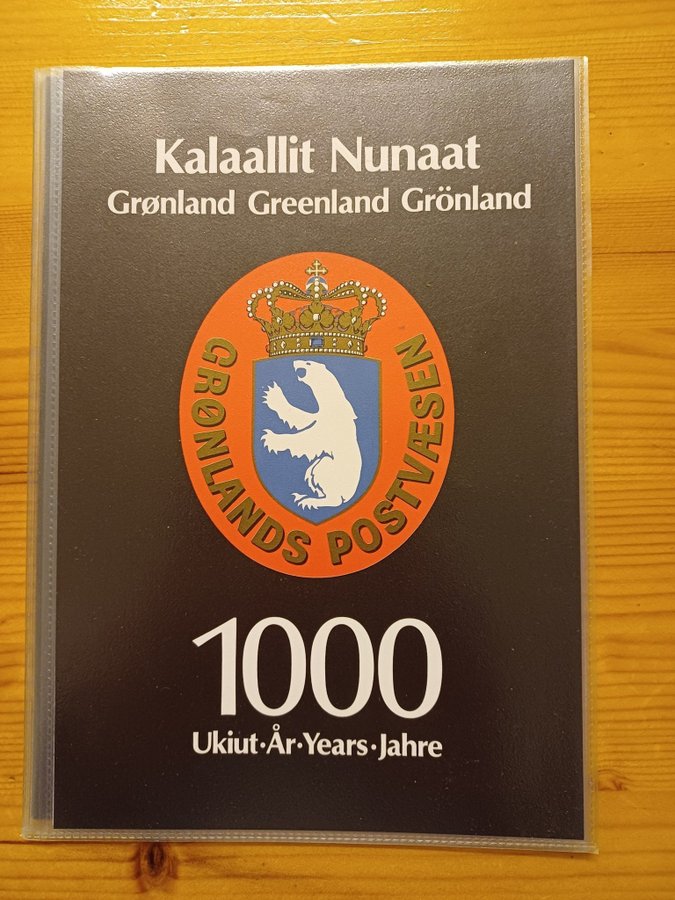 Kalaallit Nunaat
Grønland Greenland Grönland
GRØNLANDS POSTVÆSEN
1000
Ukiut·År·Years·Jahre